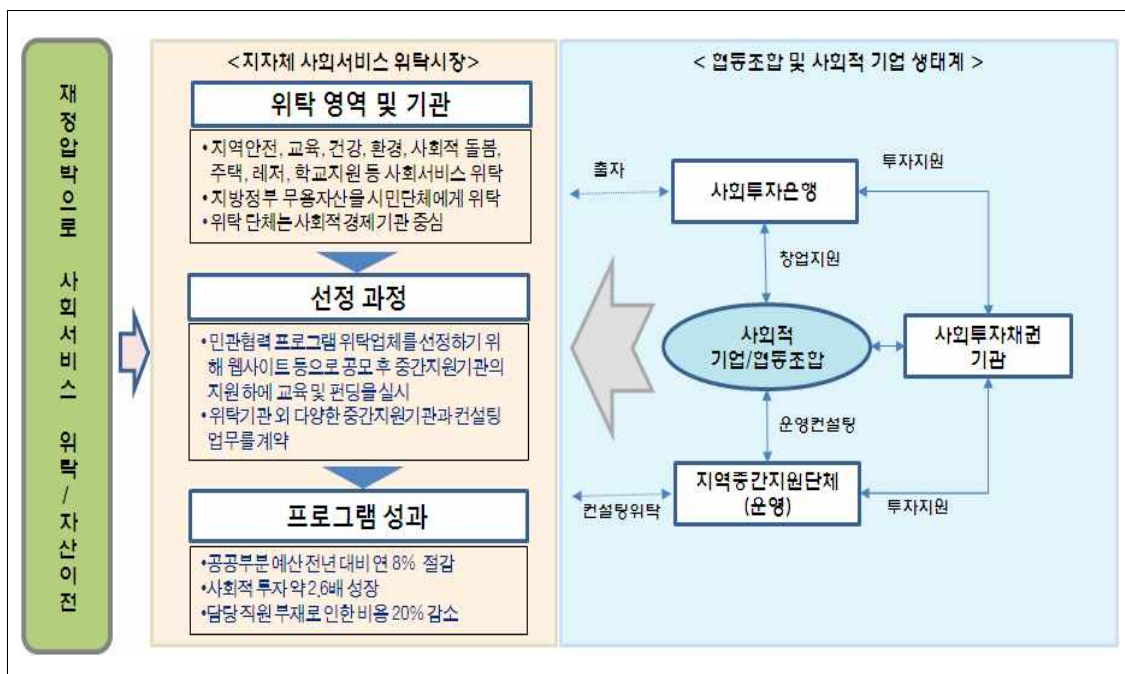 재정압박으로 사회서비스 위탁/자산이전
<지자체 사회서비스 위탁시장>
위탁 영역 및 기관
•지역안전, 교육, 건강, 환경, 사회적 돌봄,
주택, 레저, 학교지원 등 사회서비스 위탁
•지방정부 무용자산을 시민단체에게 위탁
•위탁 단체는 사회적 경제기관 중심
선정 과정
•민관협력 프로그램 위탁업체를 선정하기 위
해 웹사이트 등으로 공모 후 중간지원기관의
지원 하에 교육 및 펀딩을 실시
•위탁기관 외 다양한 중간지원기관과 컨설팅
업무를 계약
프로그램 성과
•공공부분 예산 전년 대비 연 8% 절감
•사회적 투자 약 2.6배 성장
•담당 직원 부재로 인한 비용 20% 감소
< 협동조합 및 사회적 기업 생태계 >
출자
사회투자은행
투자지원
창업지원
사회적
기업/협동조합
사회투자채권
기관
운영컨설팅
컨설팅위탁
지역중간지원단체
(운영)
투자지원